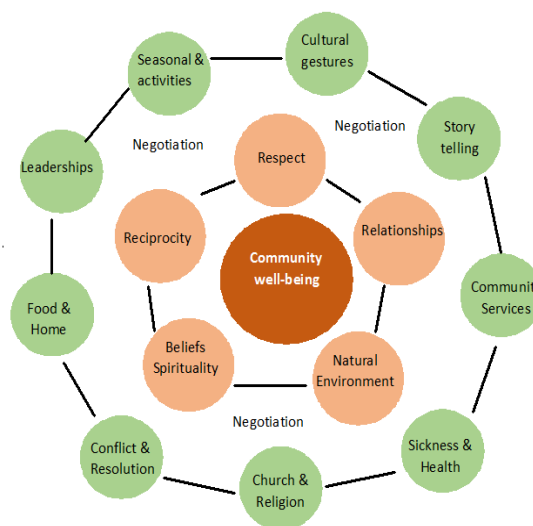 Cultural
gestures
Seasonal &
activities
Negotiation
Negotiation
Story
telling
Respect
Leaderships
Relationships
Reciprocity
Community
well-being
Community
Services
Food &
Home
Beliefs
Spirituality
Natural
Environment
Negotiation
Conflict &
Resolution
Sickness &
Health
Church &
Religion